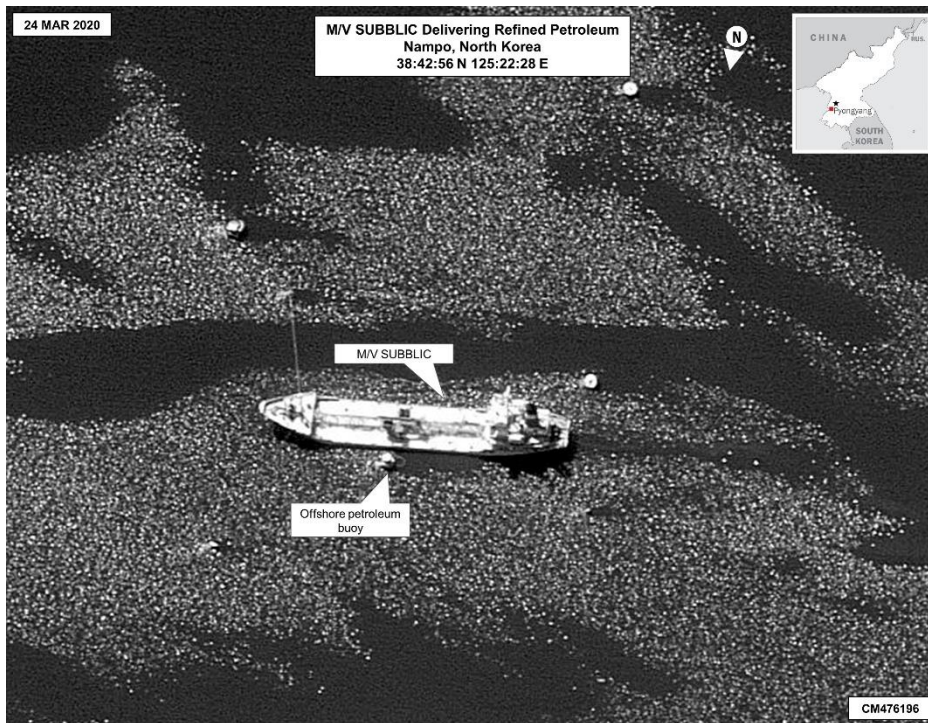 24 MAR 2020
M/V SUBBLIC Delivering Refined Petroleum
Nampo, North Korea
38:42:56 N 125:22:28 E
N
CHINA
RUS.
Pyongyang
SOUTH
KOREA
M/V SUBBLIC
Offshore petroleum
buoy
CM476196